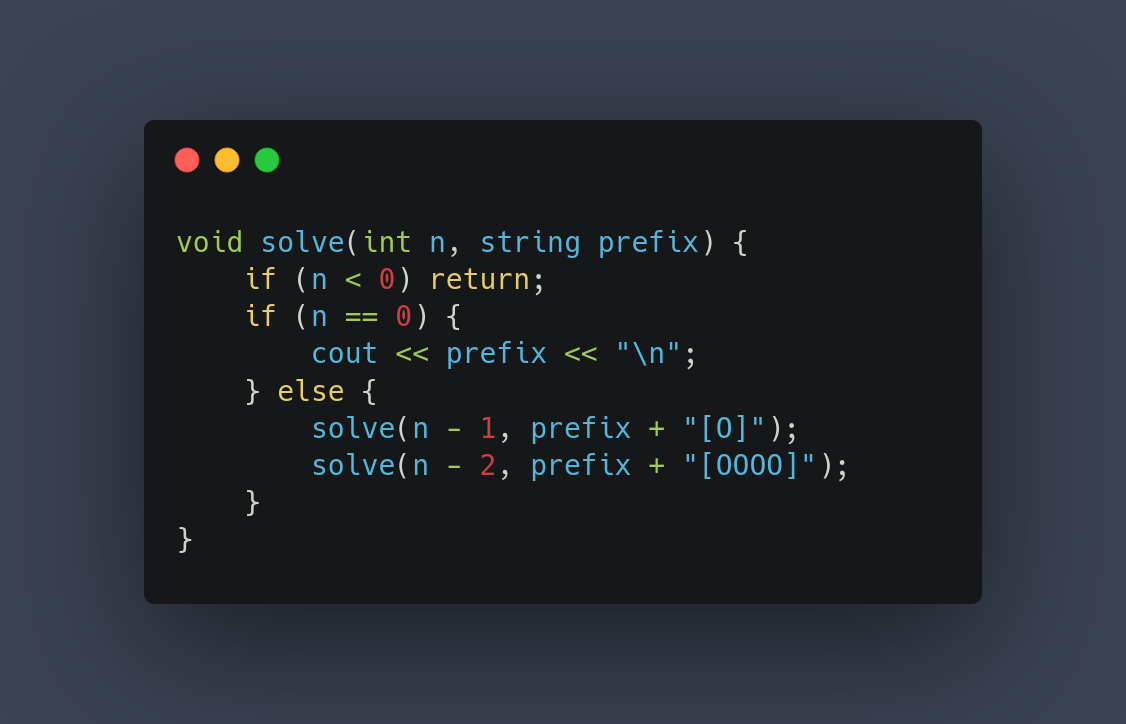 void solve(int n, string prefix) {
    if (n < 0) return;
    if (n == 0) {
        cout << prefix << "\n";
    } else {
        solve(n - 1, prefix + "[O]");
        solve(n - 2, prefix + "[OOOO]");
    }
}